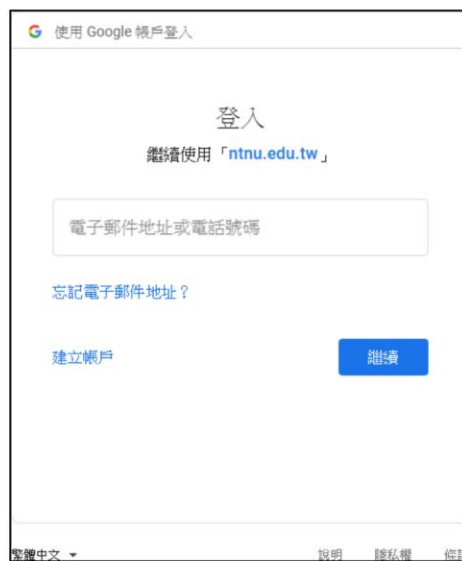 使用 Google 帳戶登入
登入
繼續使用「ntnu.edu.tw」
電子郵件地址或電話號碼
忘記電子郵件地址？
建立帳戶
繼續
繁體中文
說明
隱私權